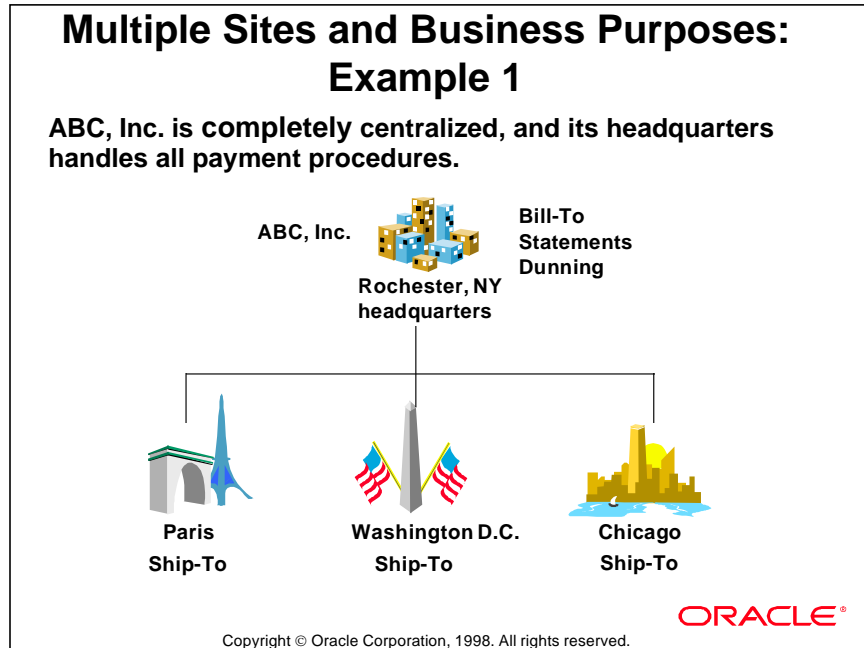 Multiple Sites and Business Purposes:
Example 1
ABC, Inc. is completely centralized, and its headquarters
handles all payment procedures.
ABC, Inc.
Bill-To
Statements
Dunning
Rochester, NY
headquarters
Paris
Ship-To
Washington D.C.
Ship-To
Chicago
Ship-To
ORACLE®
Copyright © Oracle Corporation, 1998. All rights reserved.